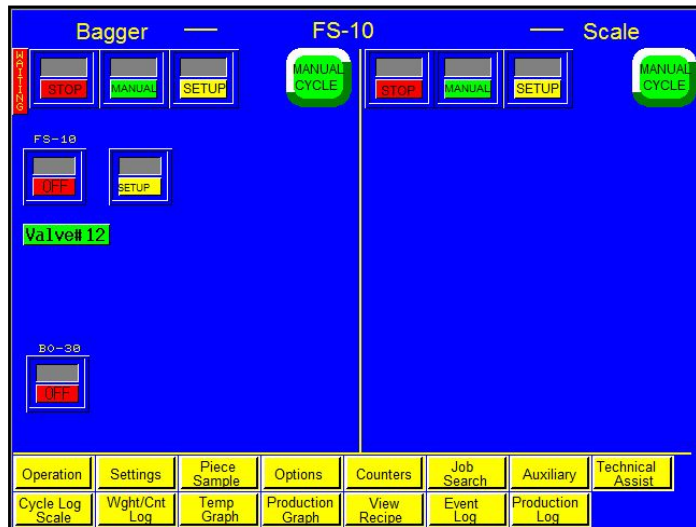 Bagger — FS-10 — Scale
WAITING
STOP MANUAL SETUP MANUAL CYCLE STOP MANUAL SETUP MANUAL CYCLE
FS-10
OFF SETUP
Valve#12
BO-30
OFF
Operation Settings Piece Sample Options Counters Job Search Auxiliary Technical Assist
Cycle Log Scale Wght/Cnt Log Temp Graph Production Graph View Recipe Event Log Production Log